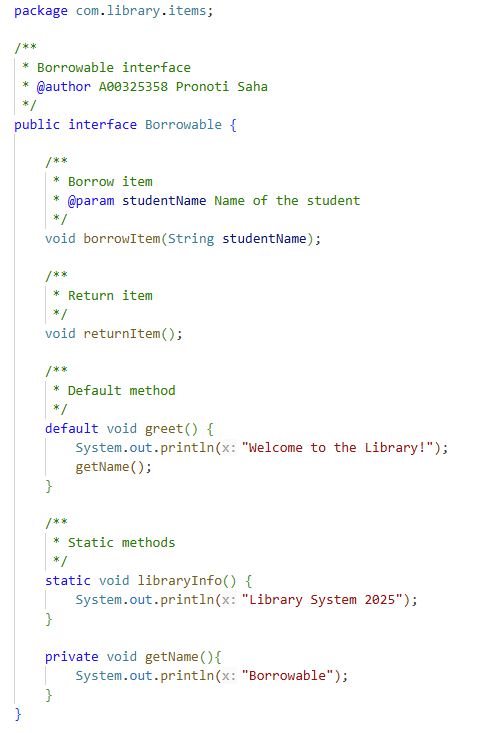 package com.library.items;

/**
 * Borrowable interface
 * @author A00325358 Pronoti Saha
 */
public interface Borrowable {

    /**
     * Borrow item
     * @param studentName Name of the student
     */
    void borrowItem(String studentName);

    /**
     * Return item
     */
    void returnItem();

    /**
     * Default method
     */
    default void greet() {
        System.out.println(x: "Welcome to the Library!");
        getName();
    }

    /**
     * Static methods
     */
    static void libraryInfo() {
        System.out.println(x: "Library System 2025");
    }

    private void getName(){
        System.out.println(x: "Borrowable");
    }
}